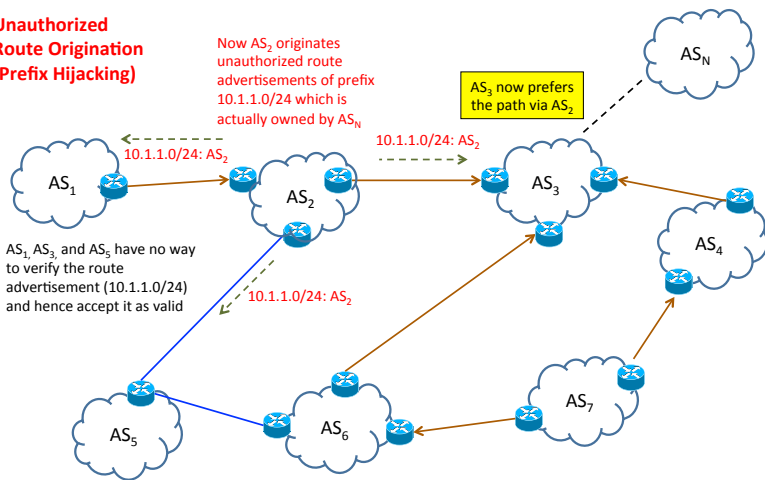 Unauthorized
Route Origination
(Prefix Hijacking)
Now AS₂ originates
unauthorized route
advertisements of prefix
10.1.1.0/24 which is
actually owned by ASN
AS₃ now prefers
the path via AS₂
ASN
10.1.1.0/24: AS₂
10.1.1.0/24: AS₂
AS₁
AS₂
AS₃
AS₄
AS₁, AS₃, and AS₅ have no way
to verify the route
advertisement (10.1.1.0/24)
and hence accept it as valid
10.1.1.0/24: AS₂
AS₅
AS₆
AS₇